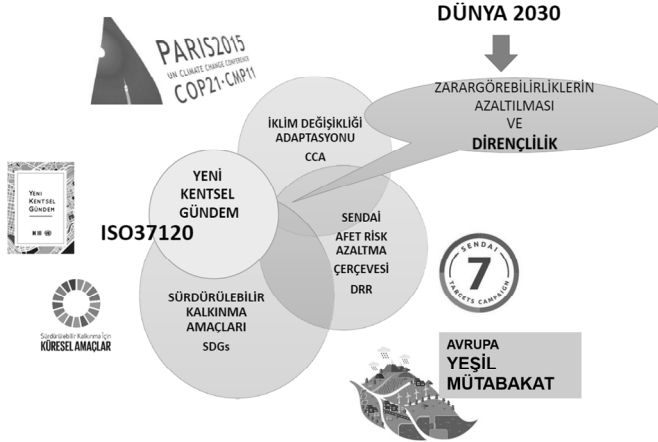 DÜNYA 2030
PARIS2015
UN CLIMATE CHANGE CONFERENCE
COP21·CMP11
ZARARGÖREBİLİRLİKLERİN
AZALTILMASI
VE
DİRENÇLİLİK
İKLİM DEĞİŞİKLİĞİ
ADAPTASYONU
CCA
YENİ
KENTSEL
GÜNDEM
YENİ
KENTSEL
GÜNDEM
ISO37120
SENDAİ
AFET RİSK
AZALTMA
ÇERÇEVESİ
DRR
SENDAI
7
TARGETS CAMPAIGN
SÜRDÜRÜLEBİLİR
KALKINMA
AMAÇLARI
SDGs
Sürdürülebilir Kalkınma İçin
KÜRESEL AMAÇLAR
AVRUPA
YEŞİL
MÜTABAKAT